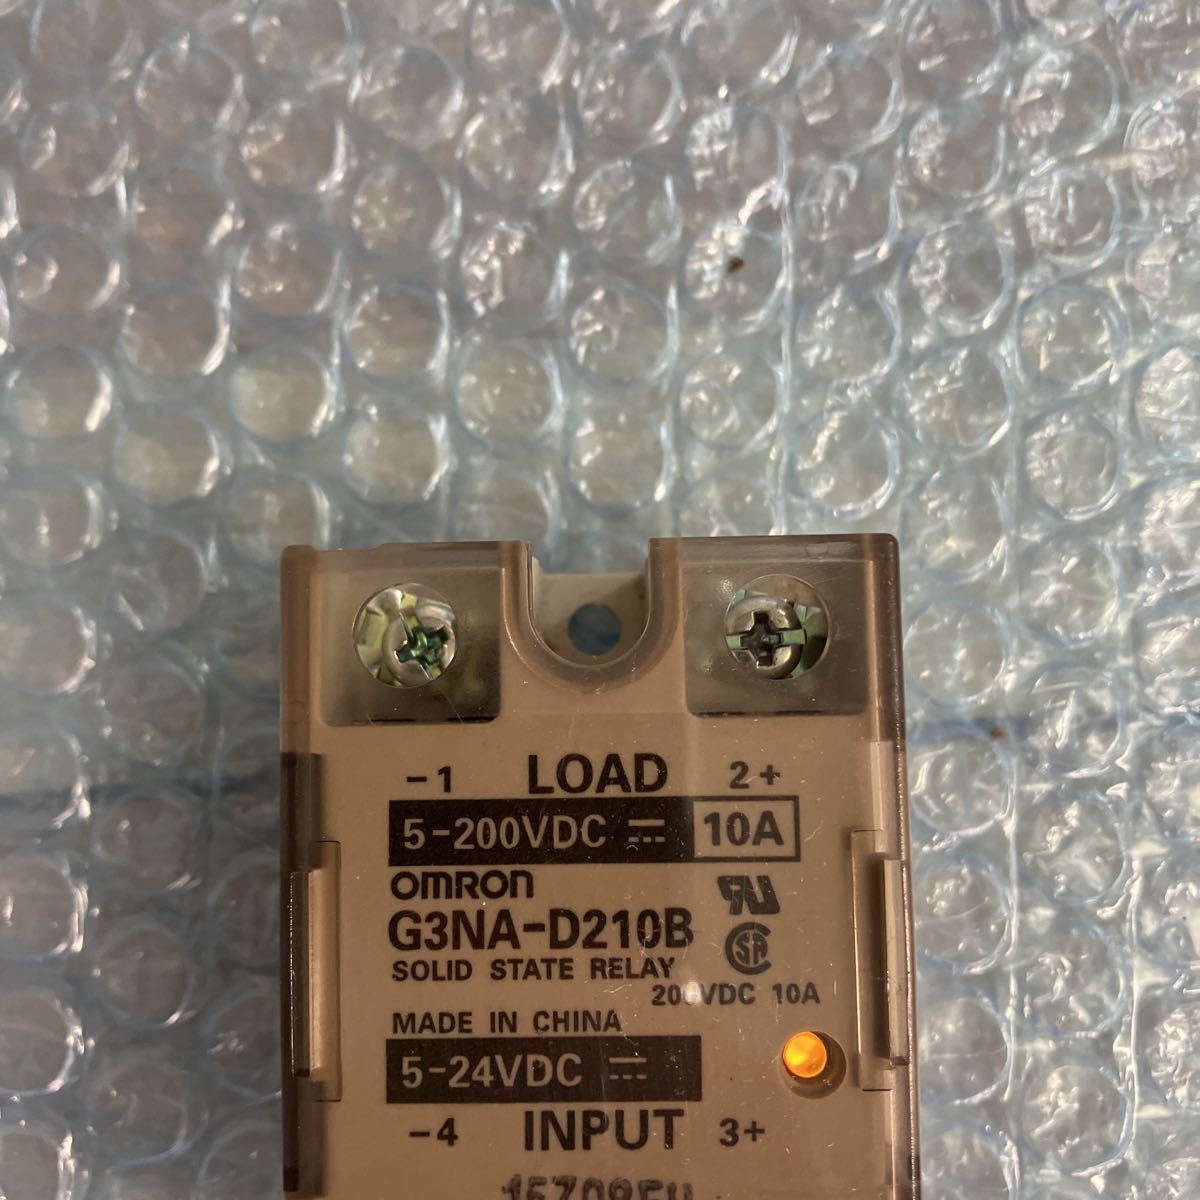 -1 LOAD 2+
5-200VDC 10A
OMRON
G3NA-D210B
SOLID STATE RELAY
200VDC 10A
MADE IN CHINA
5-24VDC
-4 INPUT 3+